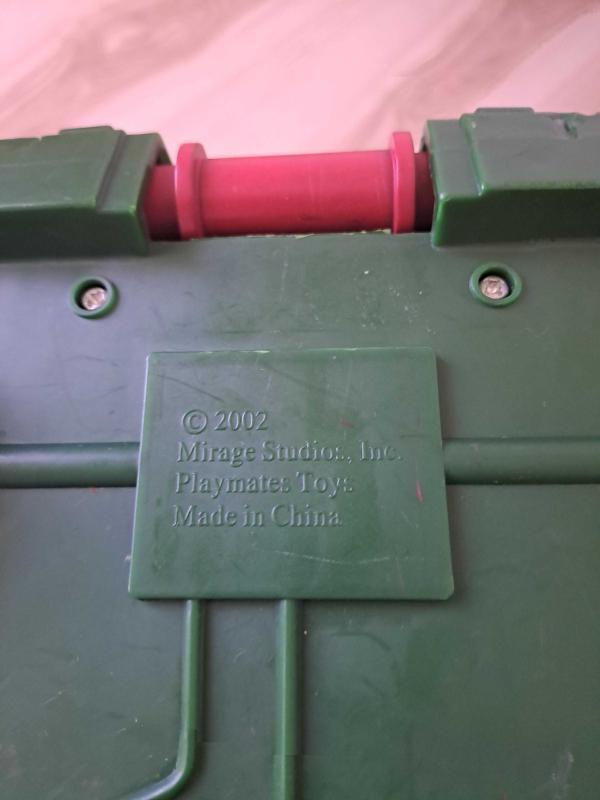 © 2002
Mirage Studios, Inc.
Playmates Toys
Made in China